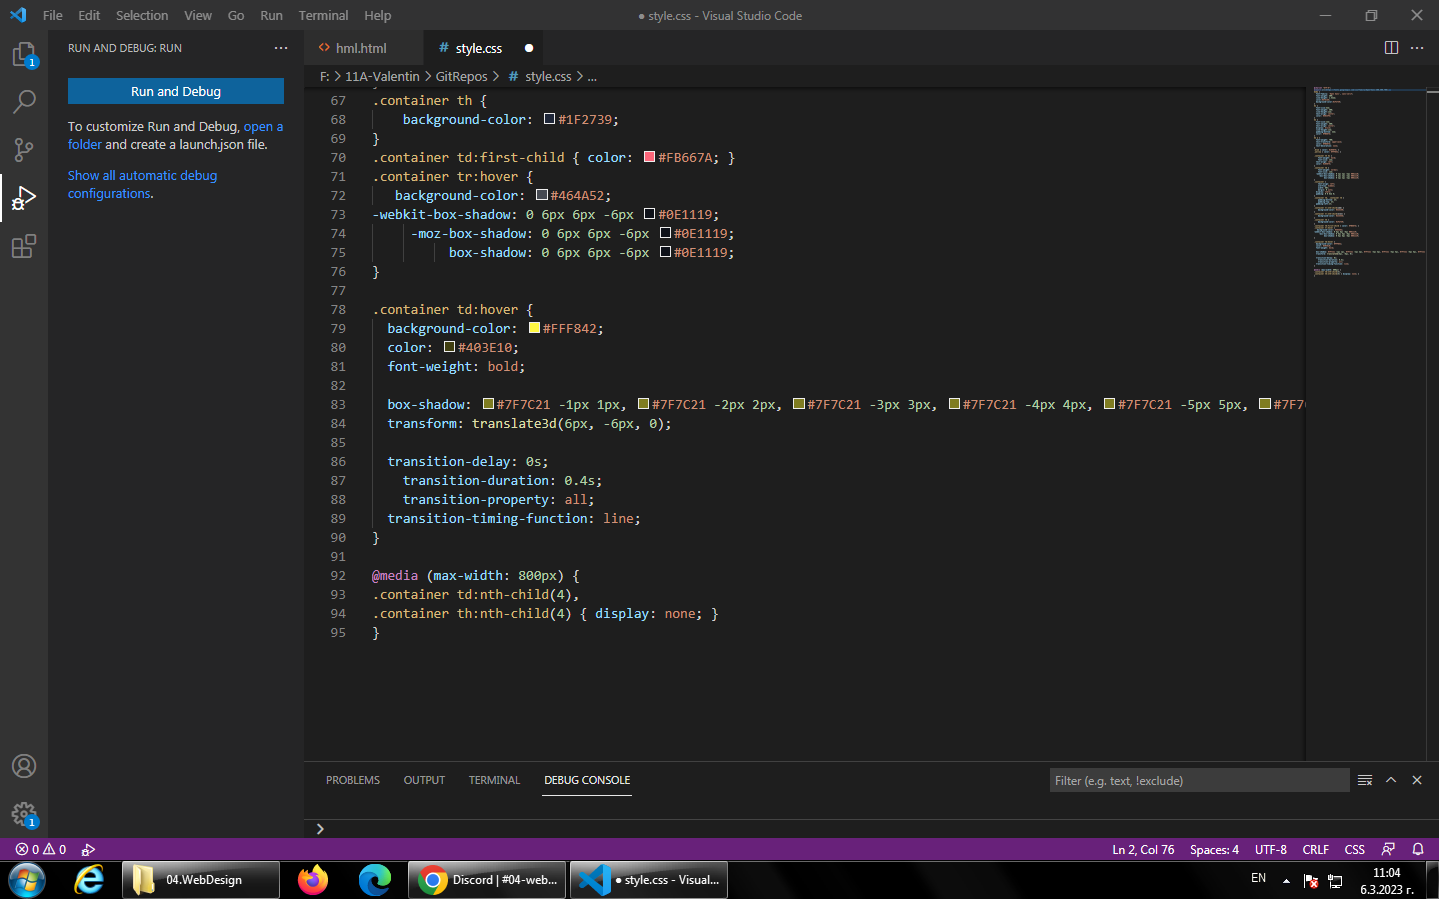 File Edit Selection View Go Run Terminal Help
● style.css - Visual Studio Code
RUN AND DEBUG: RUN
Run and Debug
To customize Run and Debug, open a
folder and create a launch.json file.
Show all automatic debug
configurations.
1
1
<> hml.html
# style.css ●
F: > 11A-Valentin > GitRepos > # style.css > ...
67 .container th {
68 background-color: #1F2739;
69 }
70 .container td:first-child { color: #FB667A; }
71 .container tr:hover {
72 background-color: #464A52;
73 -webkit-box-shadow: 0 6px 6px -6px #0E1119;
74 -moz-box-shadow: 0 6px 6px -6px #0E1119;
75 box-shadow: 0 6px 6px -6px #0E1119;
76 }
77
78 .container td:hover {
79 background-color: #FFF842;
80 color: #403E10;
81 font-weight: bold;
82
83 box-shadow: #7F7C21 -1px 1px, #7F7C21 -2px 2px, #7F7C21 -3px 3px, #7F7C21 -4px 4px, #7F7C21 -5px 5px, #7F7
84 transform: translate3d(6px, -6px, 0);
85
86 transition-delay: 0s;
87 transition-duration: 0.4s;
88 transition-property: all;
89 transition-timing-function: line;
90 }
91
92 @media (max-width: 800px) {
93 .container td:nth-child(4),
94 .container th:nth-child(4) { display: none; }
95 }
PROBLEMS OUTPUT TERMINAL DEBUG CONSOLE
Filter (e.g. text, !exclude)
>
0 0
Ln 2, Col 76 Spaces: 4 UTF-8 CRLF CSS
04.WebDesign
Discord | #04-web...
● style.css - Visual...
EN
11:04
6.3.2023 г.